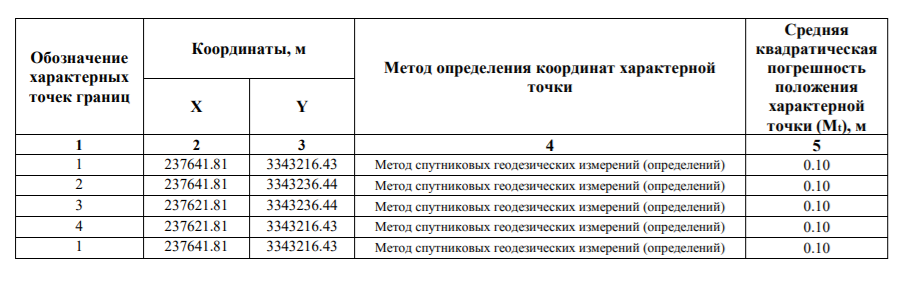 Обозначение характерных точек границ
Координаты, м
Метод определения координат характерной точки
Средняя квадратическая погрешность положения характерной точки (Mt), м
X Y
1 2 3 4 5
1 237641.81 3343216.43 Метод спутниковых геодезических измерений (определений) 0.10
2 237641.81 3343236.44 Метод спутниковых геодезических измерений (определений) 0.10
3 237621.81 3343236.44 Метод спутниковых геодезических измерений (определений) 0.10
4 237621.81 3343216.43 Метод спутниковых геодезических измерений (определений) 0.10
1 237641.81 3343216.43 Метод спутниковых геодезических измерений (определений) 0.10